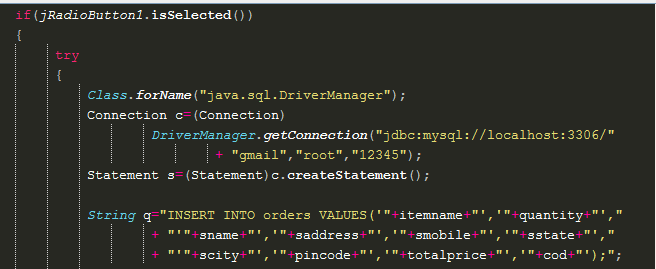 if(jRadioButton1.isSelected())
{
try
{
Class.forName("java.sql.DriverManager");
Connection c=(Connection)
DriverManager.getConnection("jdbc:mysql://localhost:3306/"
+ "gmail","root","12345");
Statement s=(Statement)c.createStatement();
String q="INSERT INTO orders VALUES('"+itemname+"','"+quantity+"',"
+ "'"+sname+"','"+saddress+"','"+smobile+"','"+sstate+"',"
+ "'"+scity+"','"+pincode+"','"+totalprice+"','"+cod+"');";